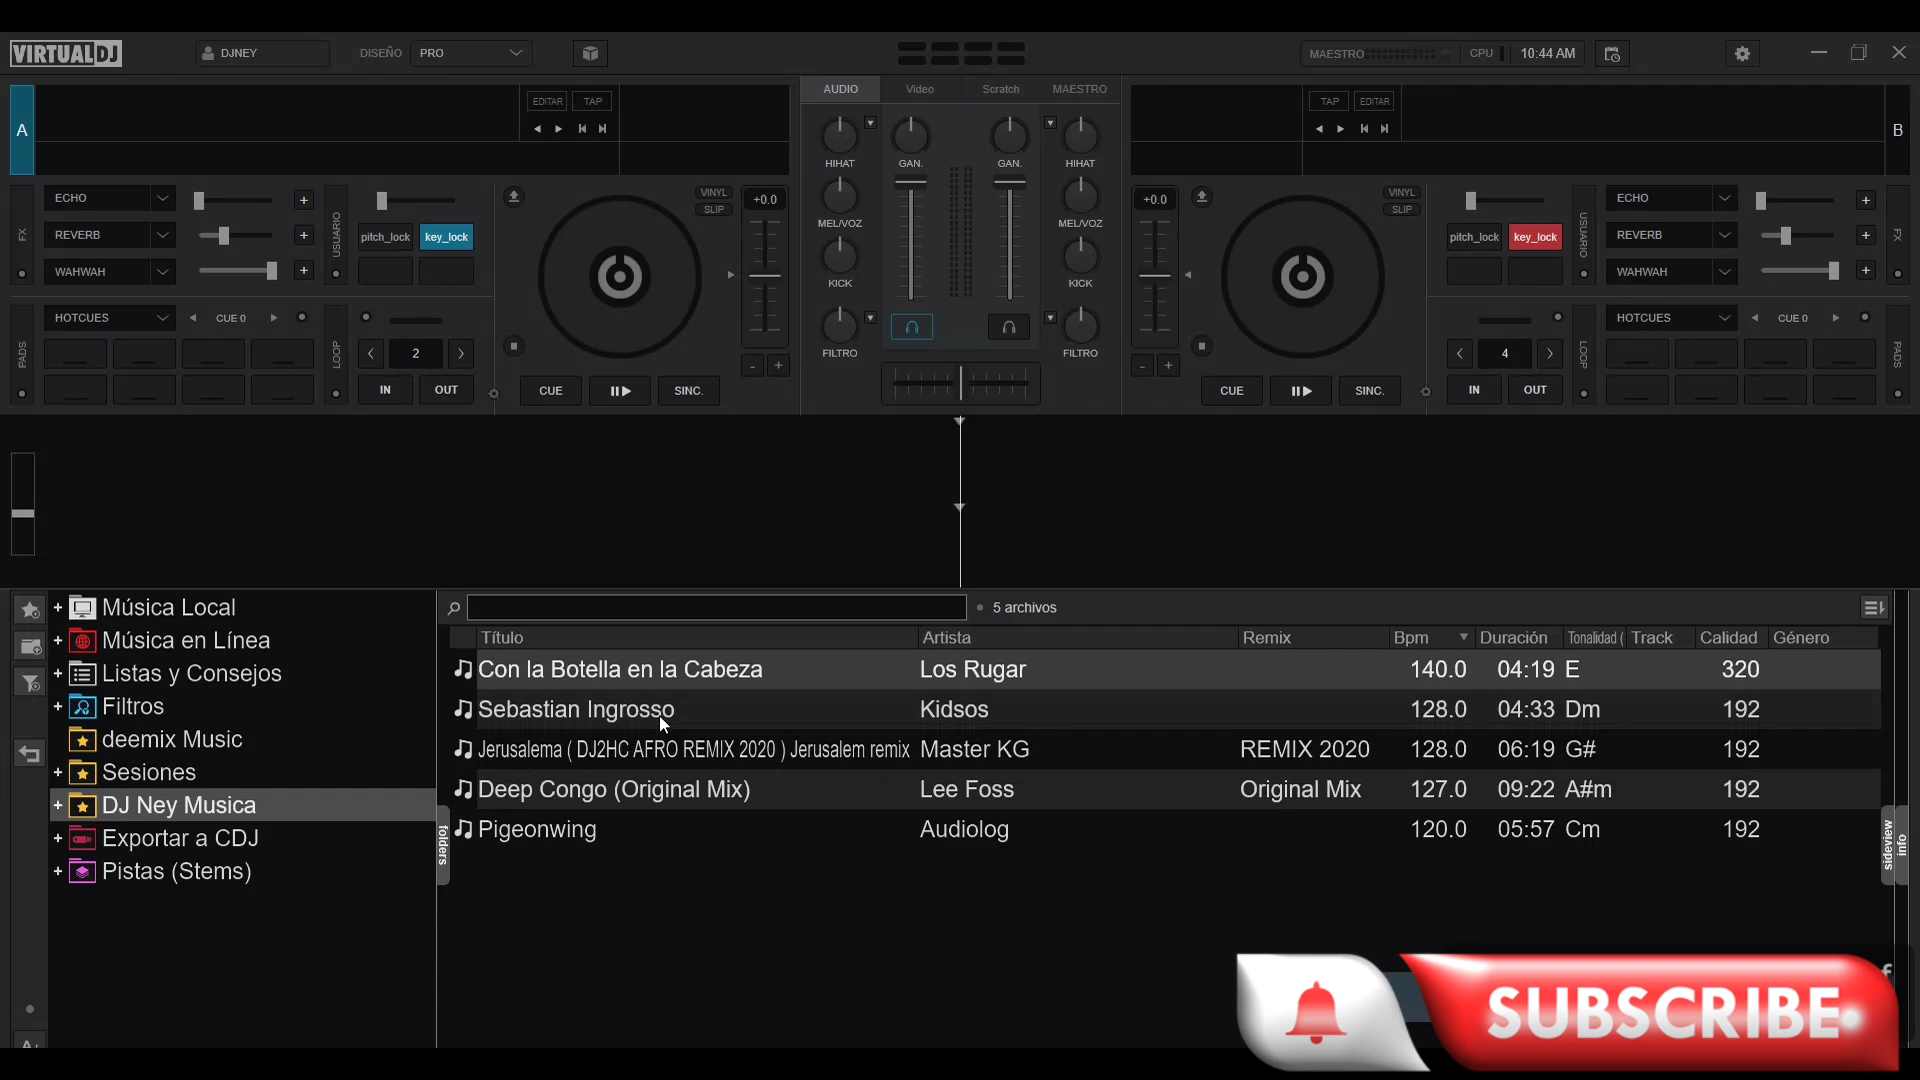 VIRTUALDJ
DJNEY
DISEÑO PRO
MAESTRO CPU 10:44 AM
A EDITAR TAP
AUDIO Video Scratch MAESTRO
TAP EDITAR B
HIHAT GAN. GAN. HIHAT
MEL/VOZ MEL/VOZ
KICK KICK
FILTRO FILTRO
FX ECHO +
REVERB +
WAHWAH +
USUARIO pitch_lock key_lock
VINYL
SLIP
+0.0
PADS HOTCUES CUE 0
LOOP 2
IN OUT
CUE SINC.
- +
+0.0
VINYL
SLIP
pitch_lock key_lock USUARIO
ECHO +
REVERB +
WAHWAH +
FX
- +
CUE SINC.
4 LOOP
IN OUT
HOTCUES CUE 0 PADS
+ Música Local
+ Música en Línea
+ Listas y Consejos
+ Filtros
deemix Music
+ Sesiones
+ DJ Ney Musica
+ Exportar a CDJ
+ Pistas (Stems)
folders
5 archivos
Título Artista Remix Bpm Duración Tonalidad ( Track Calidad Género
Con la Botella en la Cabeza Los Rugar 140.0 04:19 E 320
Sebastian Ingrosso Kidsos 128.0 04:33 Dm 192
Jerusalema ( DJ2HC AFRO REMIX 2020 ) Jerusalem remix Master KG REMIX 2020 128.0 06:19 G# 192
Deep Congo (Original Mix) Lee Foss Original Mix 127.0 09:22 A#m 192
Pigeonwing Audiolog 120.0 05:57 Cm 192
sideview
info
SUBSCRIBE